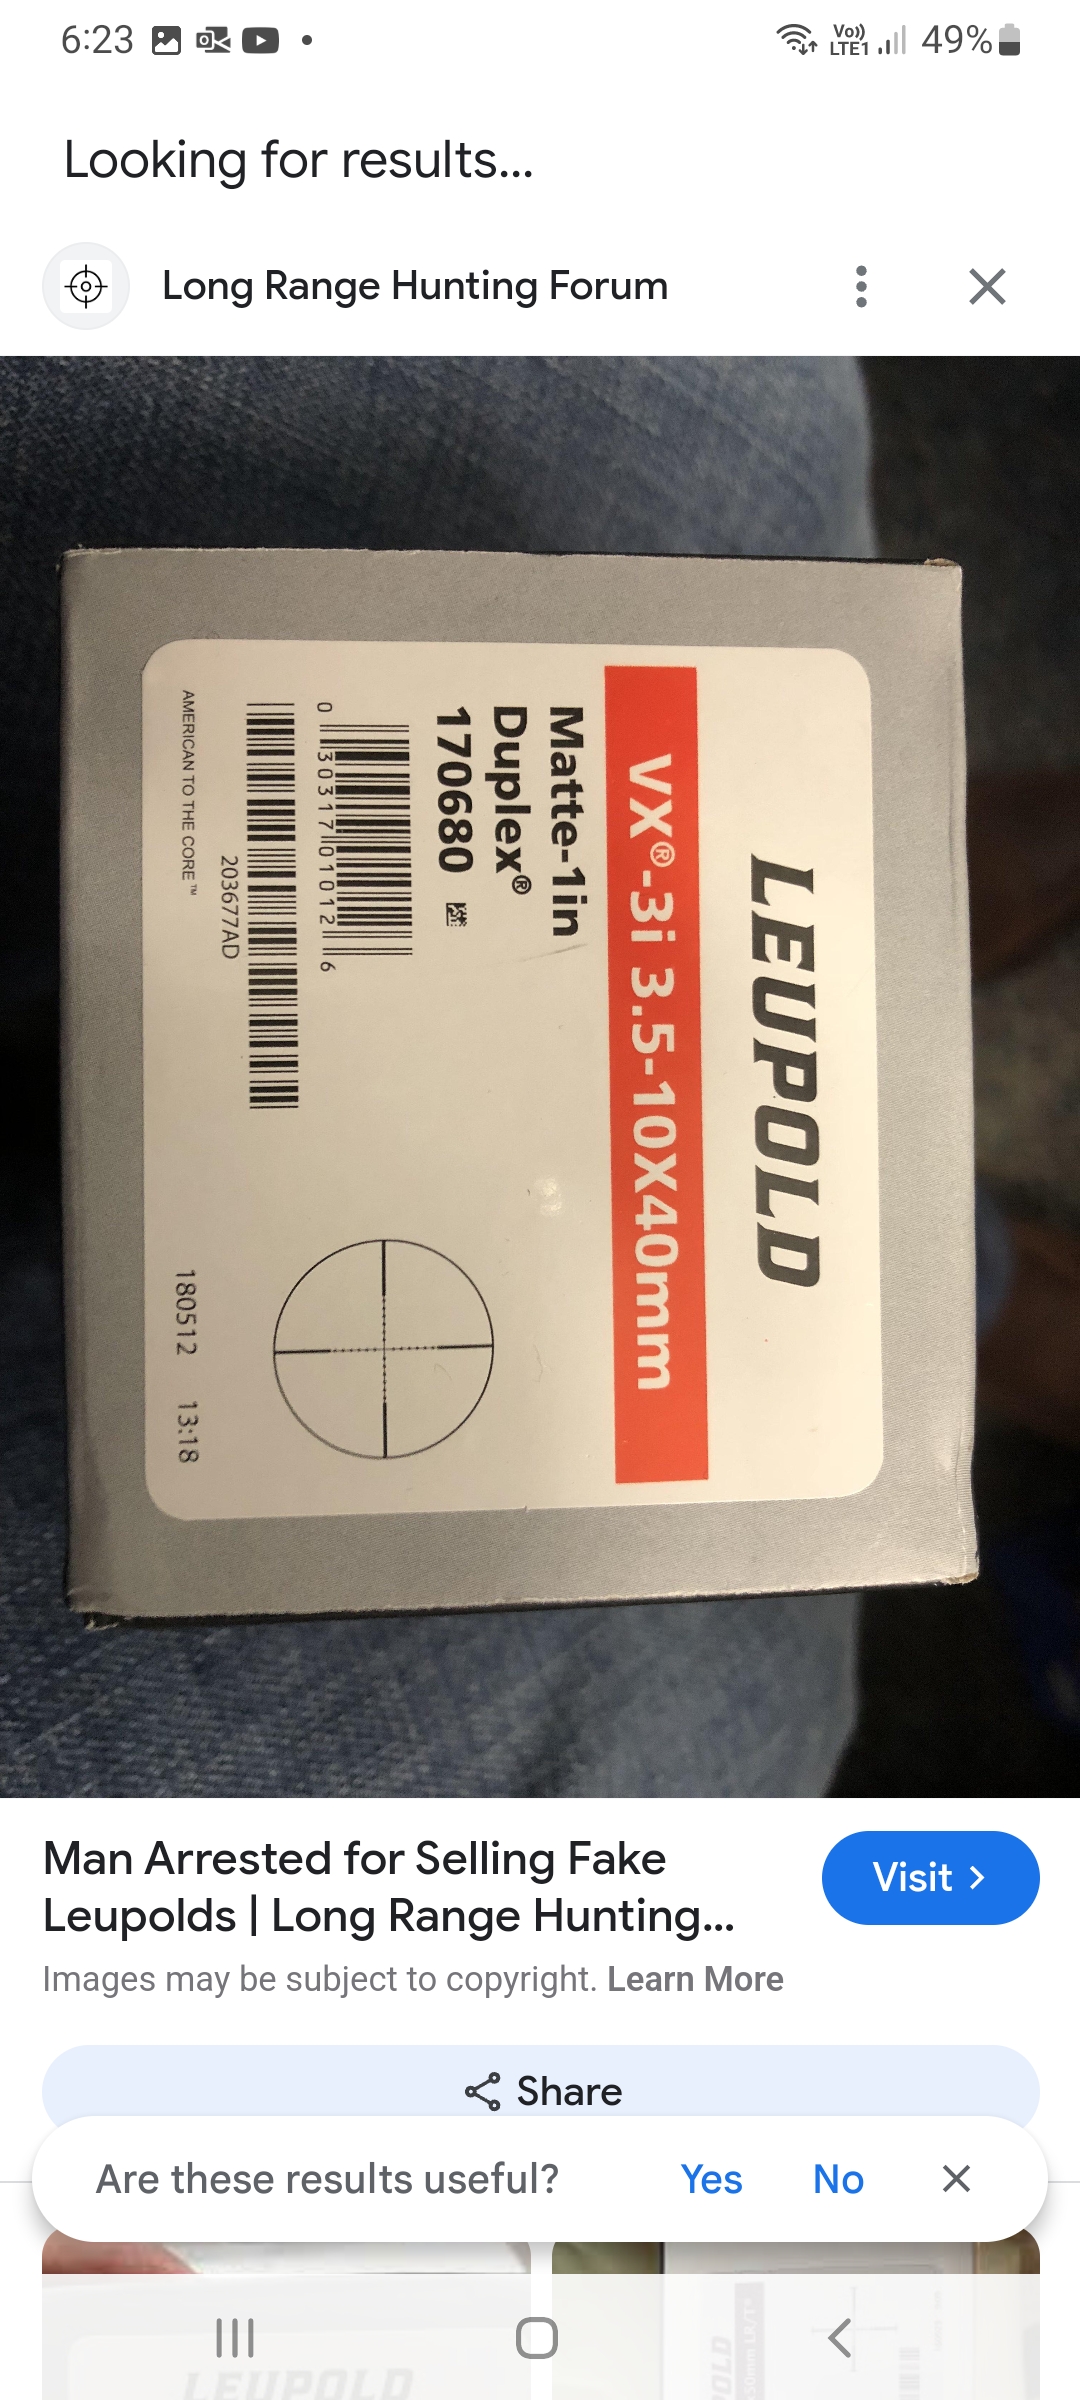 6:23
Vo))
LTE1
49%
Looking for results...
Long Range Hunting Forum
LEUPOLD
VX®-3i 3.5-10X40mm
Matte-1in
Duplex®
170680
0 30317 01012 6
203677AD
AMERICAN TO THE CORE™
180512 13:18
Man Arrested for Selling Fake
Leupolds | Long Range Hunting...
Visit
Images may be subject to copyright. Learn More
Share
Are these results useful?
Yes
No
LEUPOLD